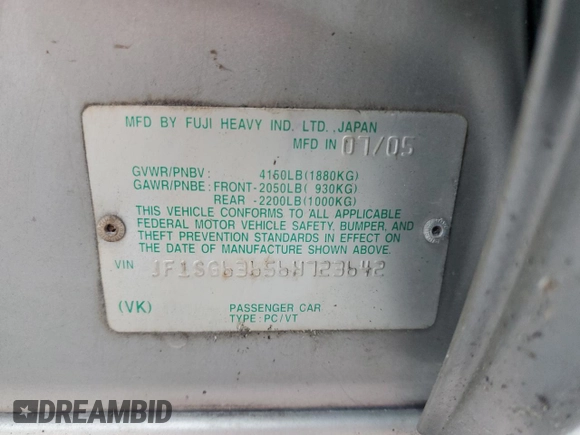 MFD BY FUJI HEAVY IND. LTD.,JAPAN
MFD IN 07/05
GVWR/PNBV : 4160LB(1880KG)
GAWR/PNBE : FRONT-2050LB( 930KG)
REAR -2200LB(1000KG)
THIS VEHICLE CONFORMS TO ALL APPLICABLE
FEDERAL MOTOR VEHICLE SAFETY, BUMPER, AND
THEFT PREVENTION STANDARDS IN EFFECT ON
THE DATE OF MANUFACTURE SHOWN ABOVE.
VIN JF1SG63656H723642
(VK) PASSENGER CAR
TYPE:PC/VT
DREAMBID